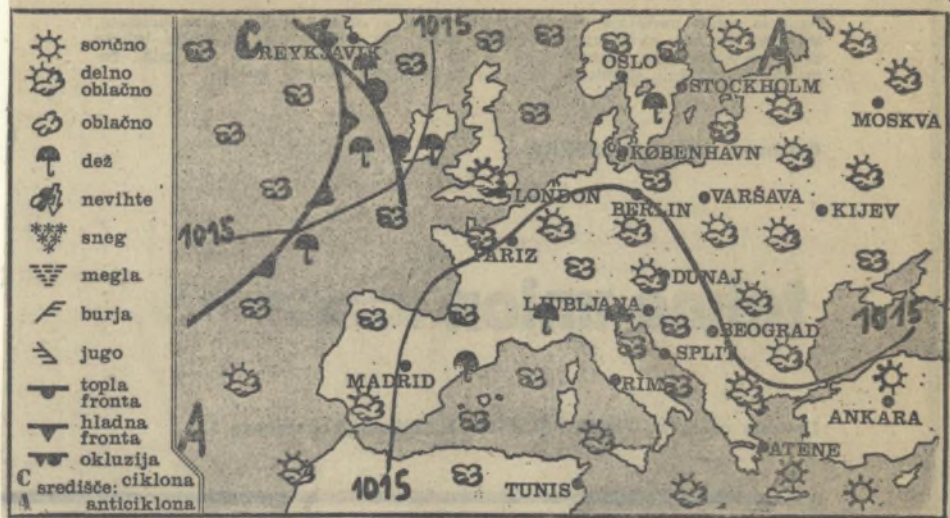 sončno
delno
oblačno
oblačno
dež
nevihte
sneg
megla
burja
jugo
topla
fronta
hladna
fronta
okluzija
C središče: ciklona
A anticiklona
C
REYKJAVIK
1015
OSLO
A
STOCKHOLM
MOSKVA
KØBENHAVN
LONDON
BERLIN
VARŠAVA
KIJEV
1015
PARIZ
DUNAJ
LJUBLJANA
1015
BEOGRAD
SPLIT
MADRID
RIM
ANKARA
A
ATENE
1015
TUNIS